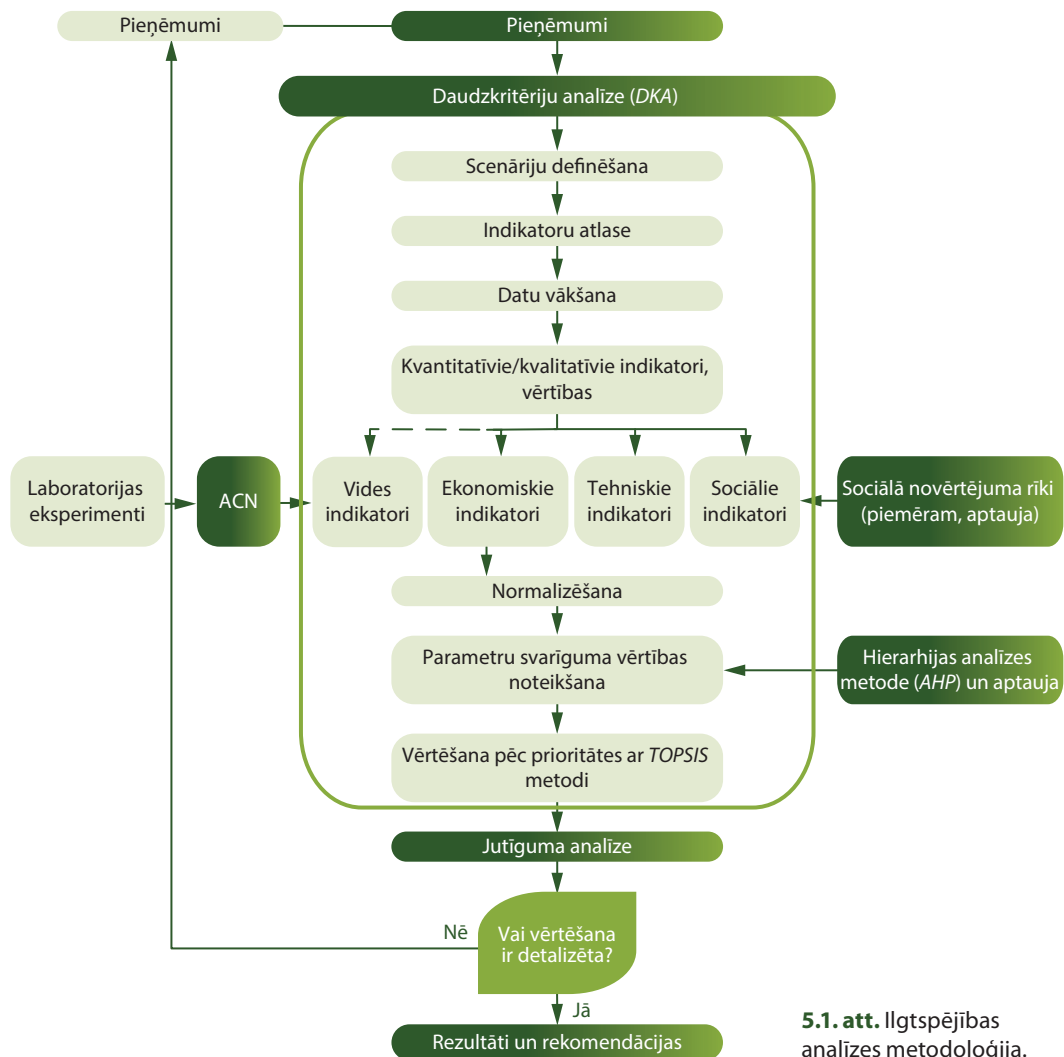 Pieņēmumi
Pieņēmumi
Daudzkritēriju analīze (DKA)
Scenāriju definēšana
Indikatoru atlase
Datu vākšana
Kvantitatīvie/kvalitatīvie indikatori,
vērtības
Laboratorijas
eksperimenti
ACN
Vides
indikatori
Ekonomiskie
indikatori
Tehniskie
indikatori
Sociālie
indikatori
Sociālā novērtējuma rīki
(piemēram, aptauja)
Normalizēšana
Parametru svarīguma vērtības
noteikšana
Hierarhijas analīzes
metode (AHP) un aptauja
Vērtēšana pēc prioritātes ar TOPSIS
metodi
Jutīguma analīze
Nē
Vai vērtēšana
ir detalizēta?
Jā
Rezultāti un rekomendācijas
5.1. att. Ilgtspējības
analīzes metodoloģija.